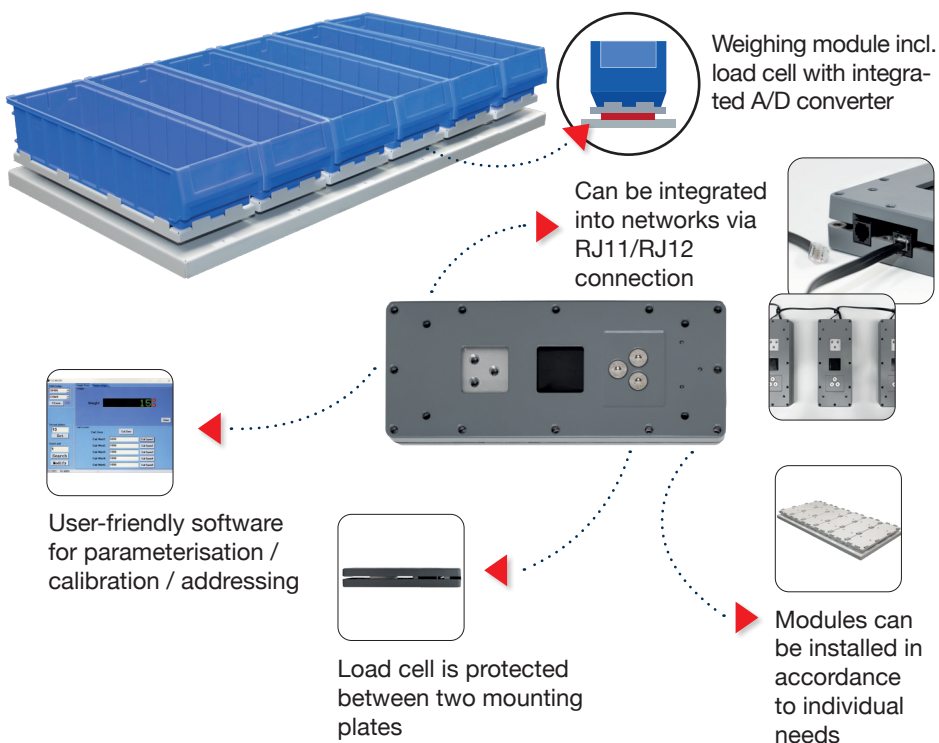 Weighing module incl.
load cell with integra-
ted A/D converter
Can be integrated
into networks via
RJ11/RJ12
connection
User-friendly software
for parameterisation /
calibration / addressing
Load cell is protected
between two mounting
plates
Modules can
be installed in
accordance
to individual
needs
Weight
Set
Search
Modify